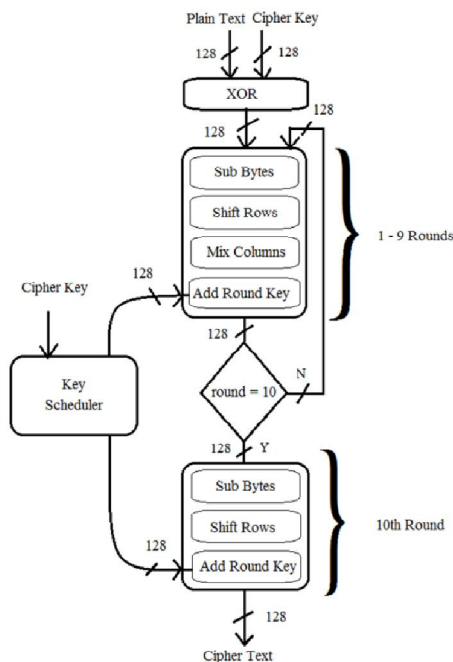 Plain Text Cipher Key
128 128
XOR
128
128
Sub Bytes
Shift Rows
1 - 9 Rounds
Mix Columns
128
Cipher Key
Add Round Key
128
N
Key
Scheduler
round = 10
128 Y
Sub Bytes
Shift Rows
10th Round
128
Add Round Key
128
Cipher Text